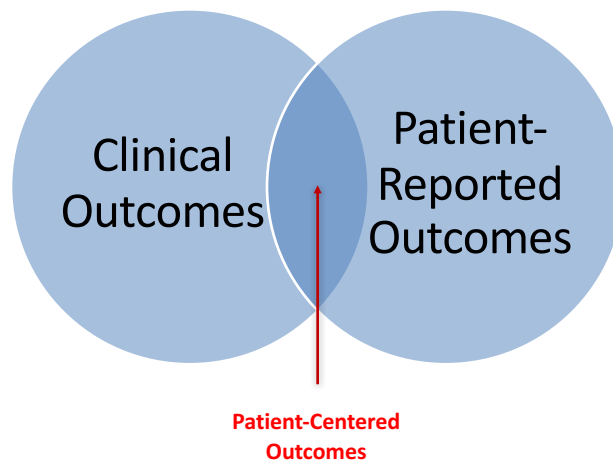 Clinical
Outcomes
Patient-
Reported
Outcomes
Patient-Centered
Outcomes